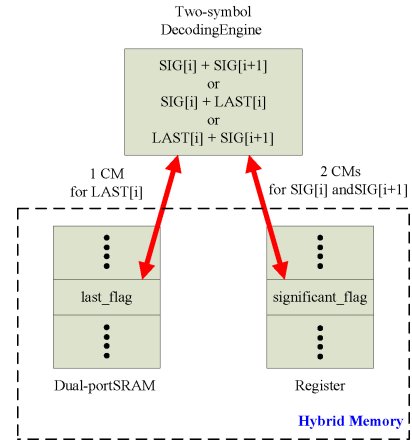 Two-symbol
DecodingEngine
SIG[i] + SIG[i+1]
or
SIG[i] + LAST[i]
or
LAST[i] + SIG[i+1]
1 CM
for LAST[i]
2 CMs
for SIG[i] andSIG[i+1]
last_flag
significant_flag
Dual-portSRAM
Register
Hybrid Memory